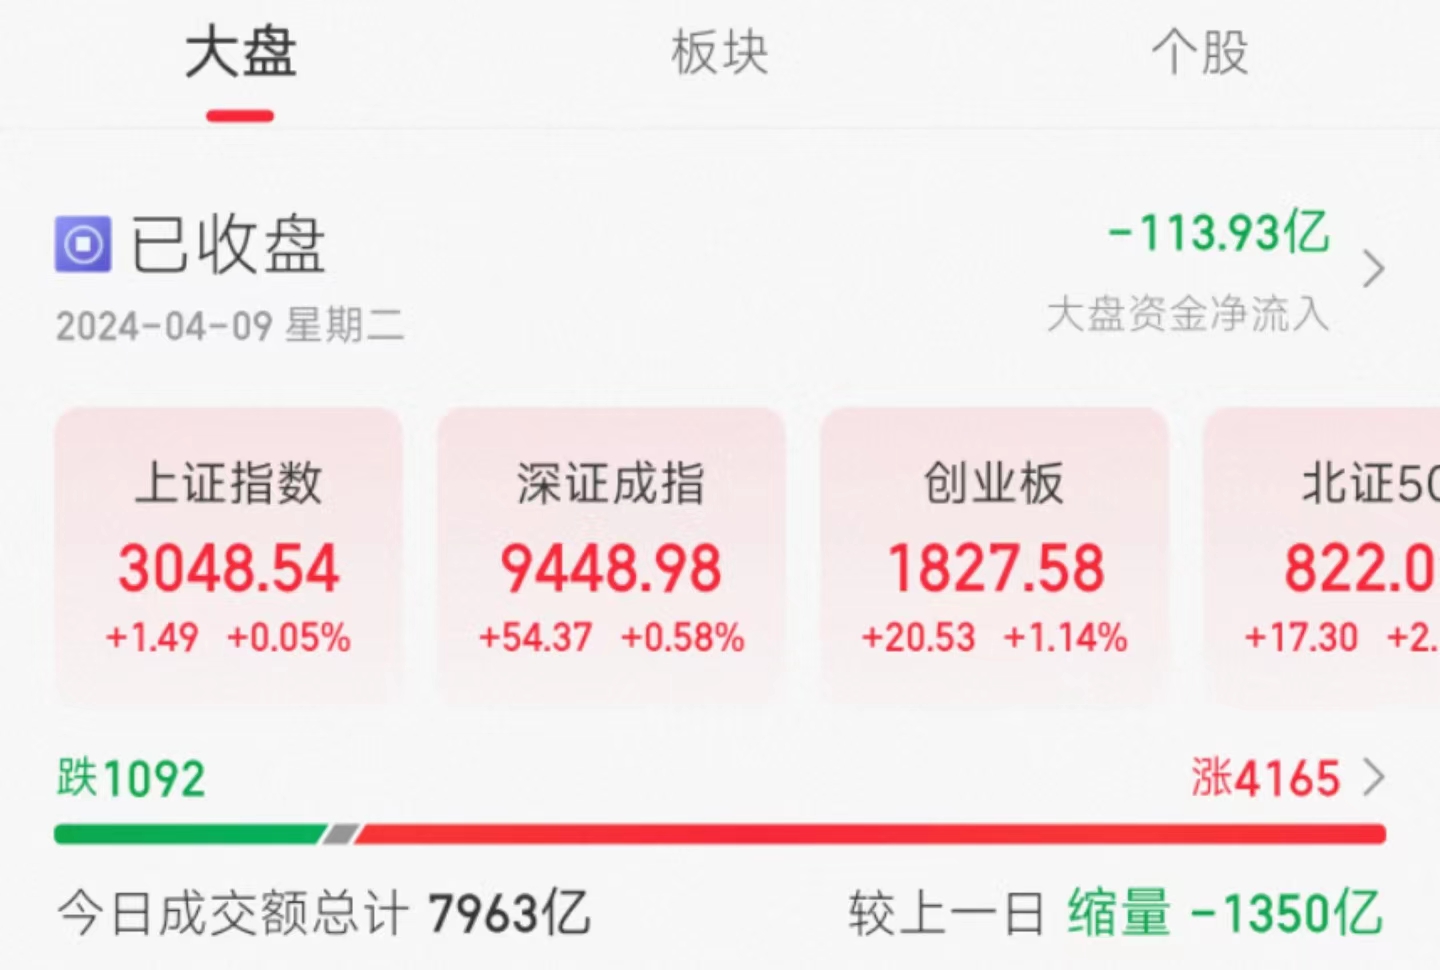 大盘 板块 个股
已收盘 -113.93亿
2024-04-09 星期二 大盘资金净流入
上证指数 深证成指 创业板 北证50
3048.54 9448.98 1827.58 822.0
+1.49 +0.05% +54.37 +0.58% +20.53 +1.14% +17.30 +2.
跌1092 涨4165
今日成交额总计 7963亿 较上一日 缩量 -1350亿